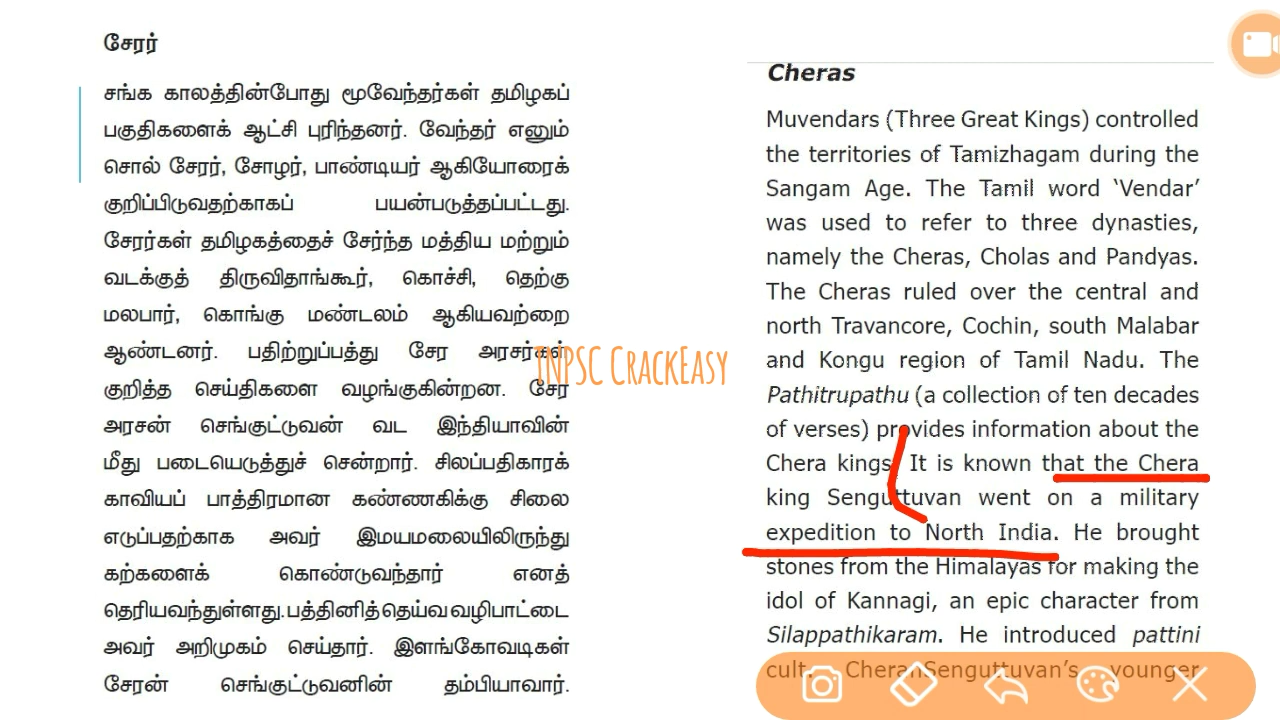 சேரர்
சங்க காலத்தின்போது மூவேந்தர்கள் தமிழகப்
பகுதிகளைக் ஆட்சி புரிந்தனர். வேந்தர் எனும்
சொல் சேரர், சோழர், பாண்டியர் ஆகியோரைக்
குறிப்பிடுவதற்காகப் பயன்படுத்தப்பட்டது.
சேரர்கள் தமிழகத்தைச் சேர்ந்த மத்திய மற்றும்
வடக்குத் திருவிதாங்கூர், கொச்சி, தெற்கு
மலபார், கொங்கு மண்டலம் ஆகியவற்றை
ஆண்டனர். பதிற்றுப்பத்து சேர அரசர்கள்
குறித்த செய்திகளை வழங்குகின்றன. சேர
அரசன் செங்குட்டுவன் வட இந்தியாவின்
மீது படையெடுத்துச் சென்றார். சிலப்பதிகாரக்
காவியப் பாத்திரமான கண்ணகிக்கு சிலை
எடுப்பதற்காக அவர் இமயமலையிலிருந்து
கற்களைக் கொண்டுவந்தார் எனத்
தெரியவந்துள்ளது. பத்தினித்தெய்வ வழிபாட்டை
அவர் அறிமுகம் செய்தார். இளங்கோவடிகள்
சேரன் செங்குட்டுவனின் தம்பியாவார்.
TNPSC CRACKEASY
Cheras
Muvendars (Three Great Kings) controlled
the territories of Tamizhagam during the
Sangam Age. The Tamil word ‘Vendar’
was used to refer to three dynasties,
namely the Cheras, Cholas and Pandyas.
The Cheras ruled over the central and
north Travancore, Cochin, south Malabar
and Kongu region of Tamil Nadu. The
Pathitrupathu (a collection of ten decades
of verses) provides information about the
Chera kings. It is known that the Chera
king Senguttuvan went on a military
expedition to North India. He brought
stones from the Himalayas for making the
idol of Kannagi, an epic character from
Silappathikaram. He introduced pattini
cult. CheranSenguttuvan’s younger